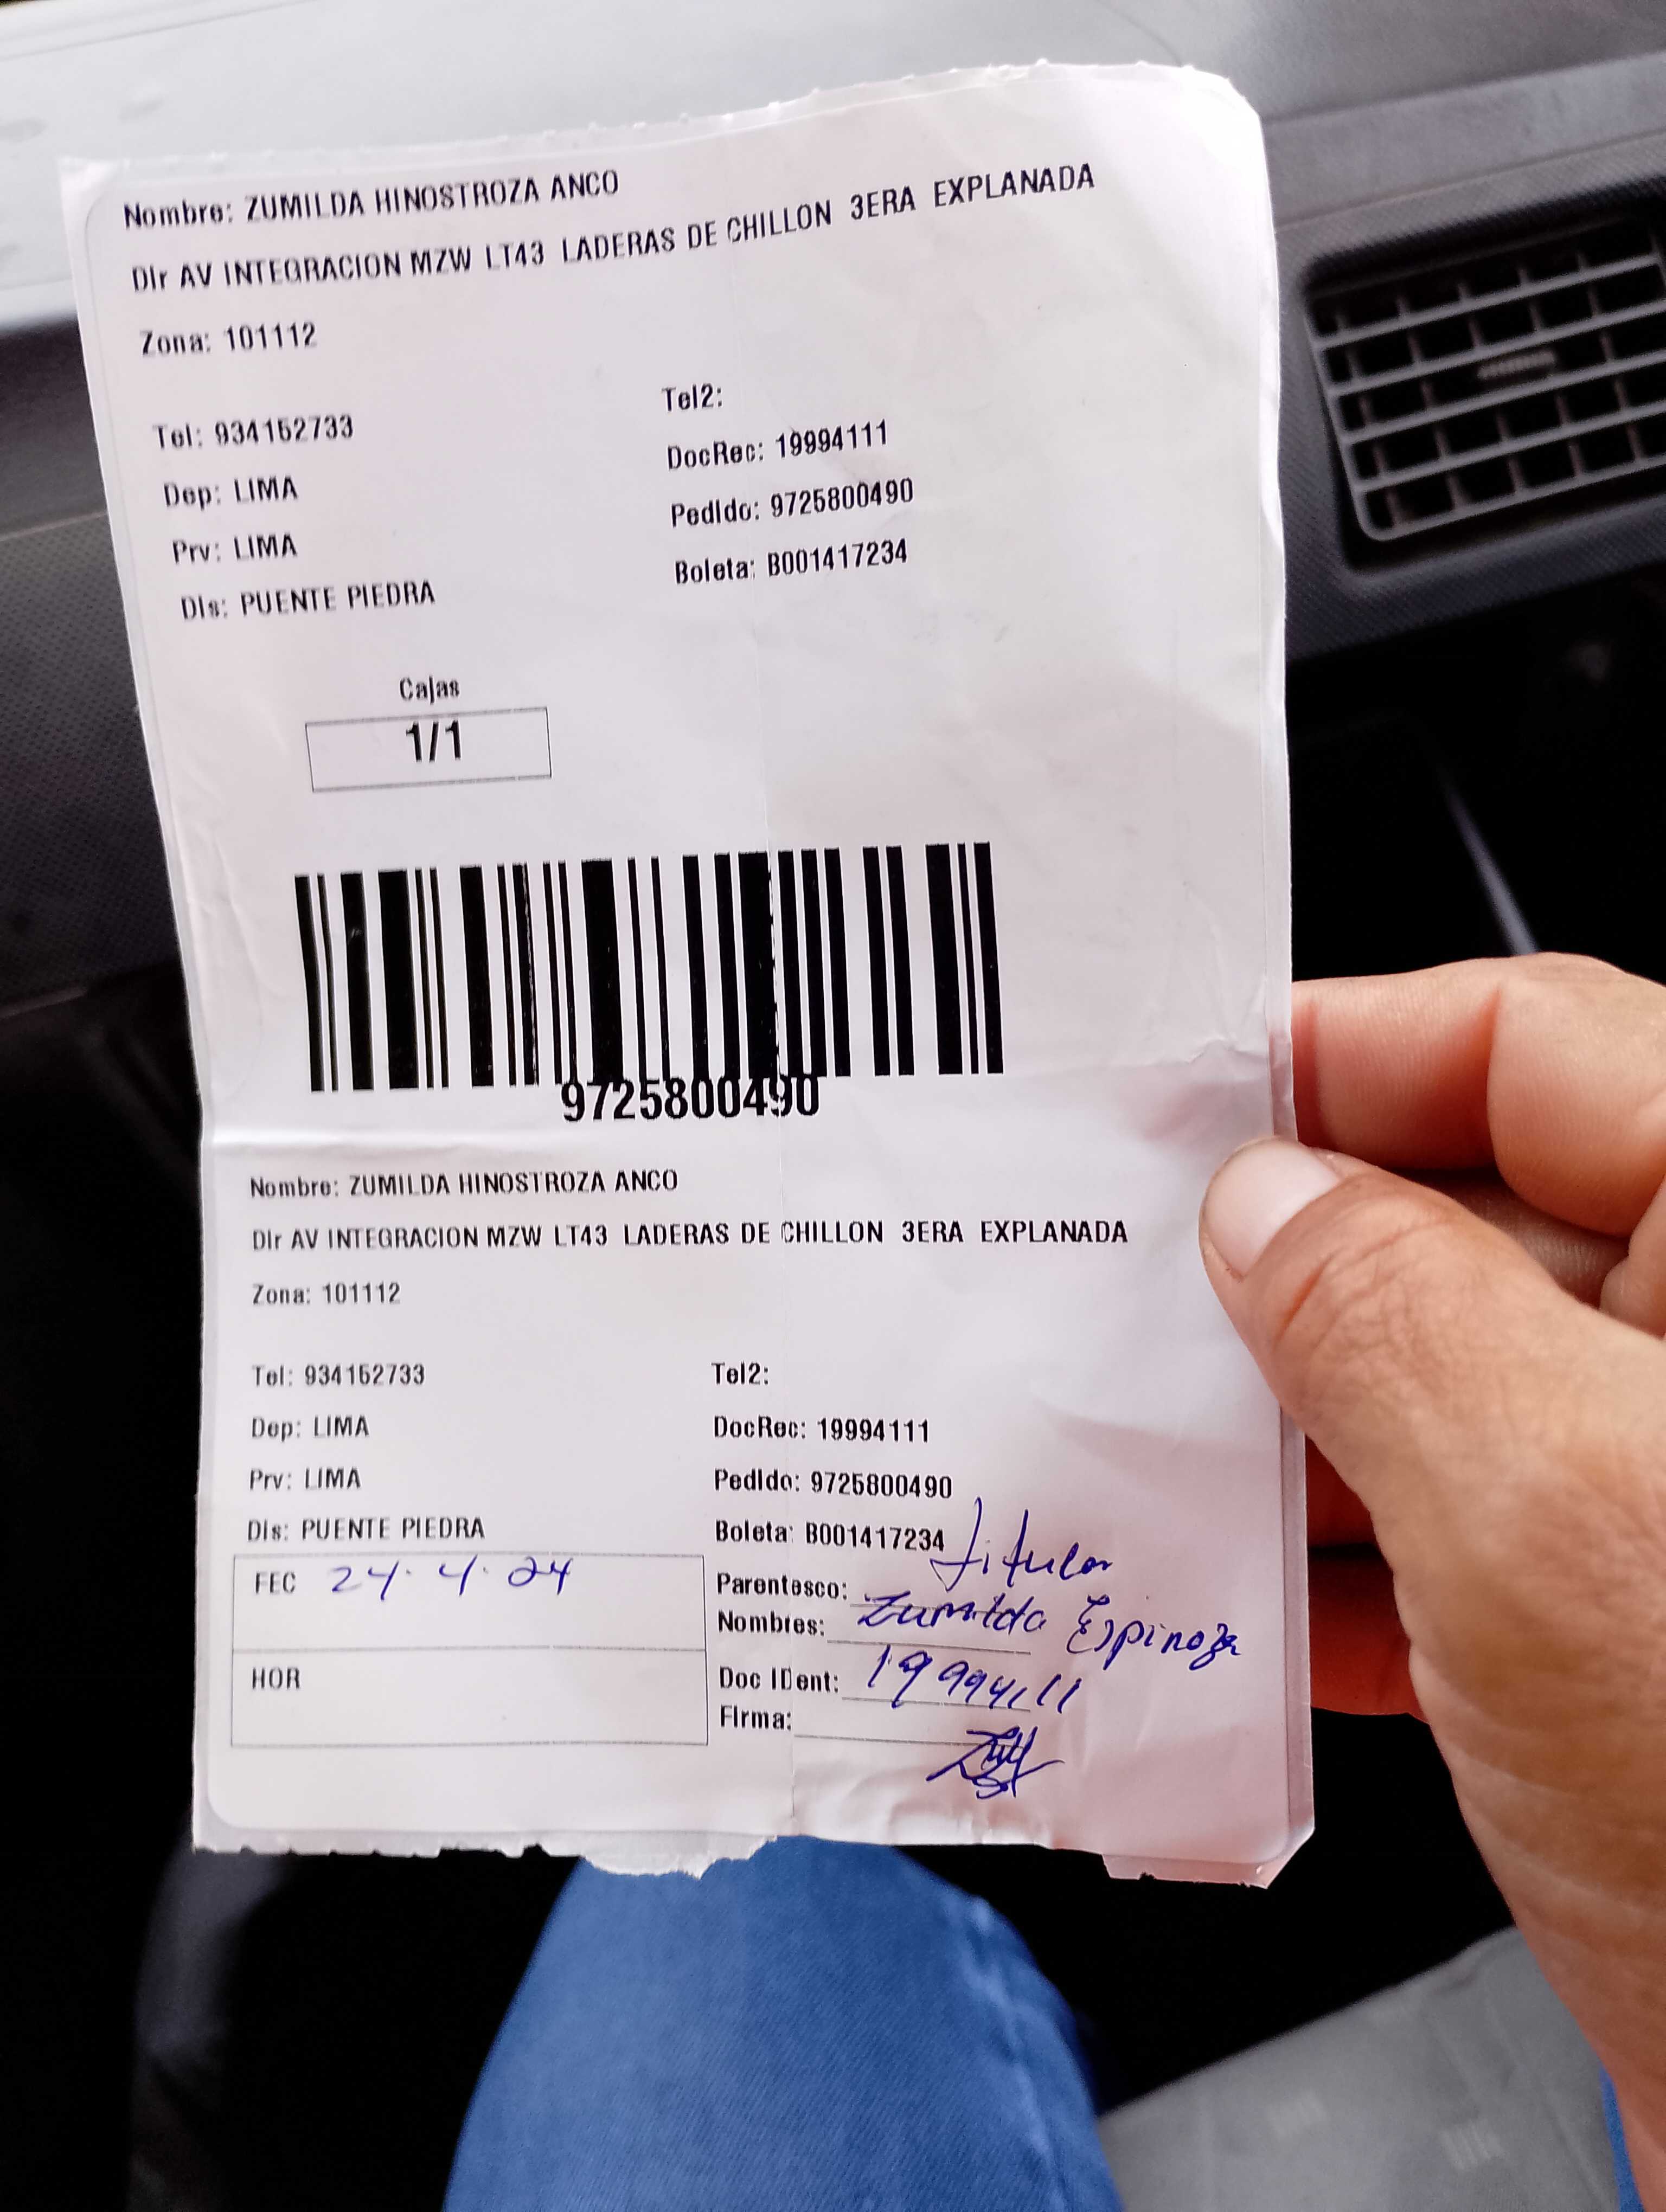 Nombre: ZUMILDA HINOSTROZA ANCO
Dir AV INTEGRACION MZW LT43 LADERAS DE CHILLON 3ERA EXPLANADA
Zona: 101112
Tel: 934152733
Tel2:
Dep: LIMA
DocRec: 19994111
Prv: LIMA
Pedido: 9725800490
Dis: PUENTE PIEDRA
Boleta: B001417234
Cajas
1/1
9725800490
Nombre: ZUMILDA HINOSTROZA ANCO
Dir AV INTEGRACION MZW LT43 LADERAS DE CHILLON 3ERA EXPLANADA
Zona: 101112
Tel: 934152733
Tel2:
Dep: LIMA
DocRec: 19994111
Prv: LIMA
Pedido: 9725800490
Dis: PUENTE PIEDRA
Boleta: B001417234
FEC 24.4.24
HOR
Parentesco: titular
Nombres: Zumilda Espinoza
Doc IDent: 19994111
Firma: